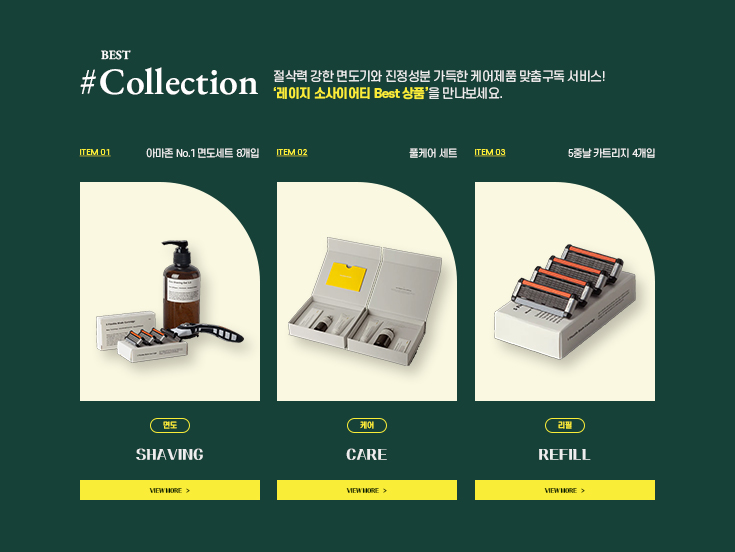 BEST
#Collection
절삭력 강한 면도기와 진정성분 가득한 케어제품 맞춤구독 서비스!
‘레이지 소사이어티 Best 상품’을 만나보세요.
ITEM 01
아마존 No.1 면도세트 8개입
ITEM 02
풀케어 세트
ITEM 03
5중날 카트리지 4개입
면도
케어
리필
SHAVING
CARE
REFILL
VIEW MORE >
VIEW MORE >
VIEW MORE >